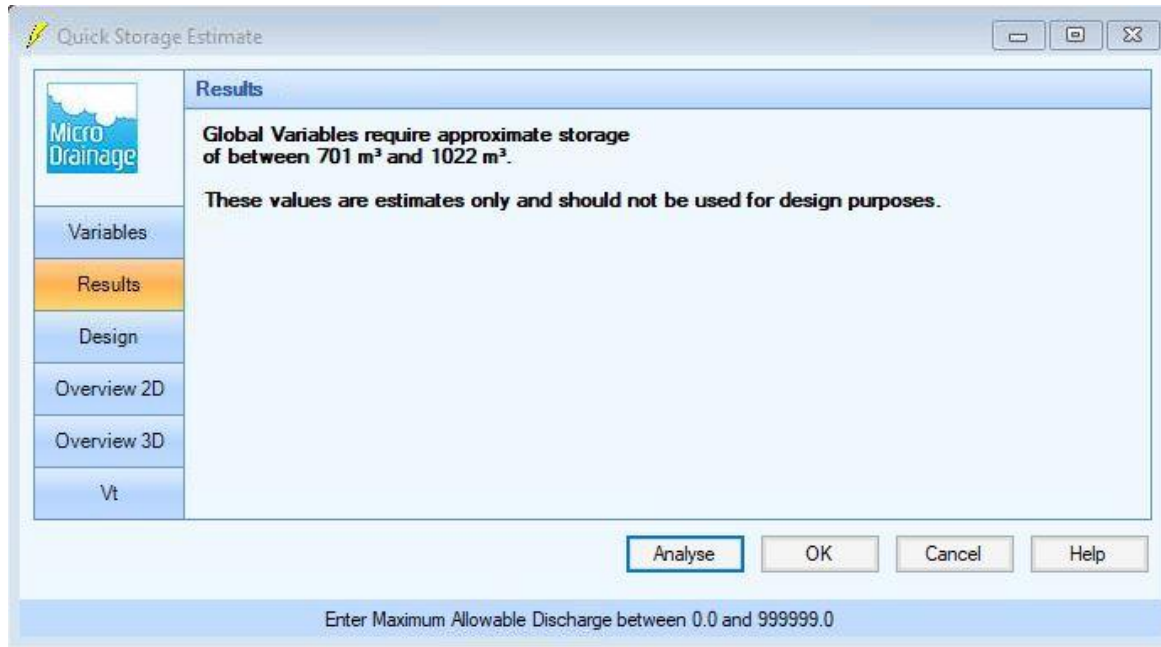 Quick Storage Estimate
Micro
Drainage
Variables
Results
Design
Overview 2D
Overview 3D
Vt
Results
Global Variables require approximate storage
of between 701 m³ and 1022 m³.
These values are estimates only and should not be used for design purposes.
Analyse
OK
Cancel
Help
Enter Maximum Allowable Discharge between 0.0 and 999999.0